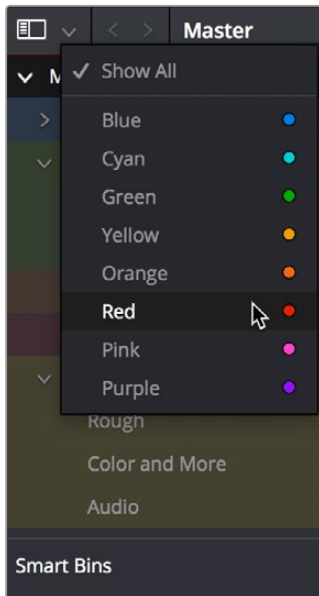 Master
M
Show All
Blue
Cyan
Green
Yellow
Orange
Red
Pink
Purple
Rough
Color and More
Audio
Smart Bins